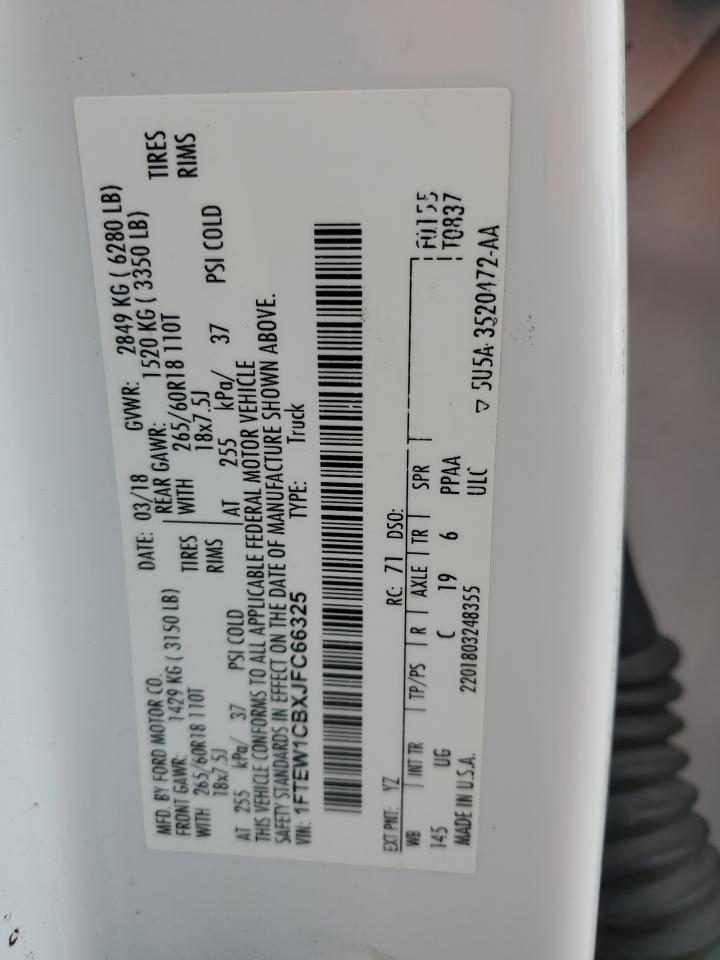 MFD. BY FORD MOTOR CO.
DATE: 03/18 GVWR: 2849 KG ( 6280 LB)
FRONT GAWR: 1429 KG ( 3150 LB)
REAR GAWR: 1520 KG ( 3350 LB)
WITH 265/60R18 110T TIRES
WITH 265/60R18 110T TIRES
18x7.5J RIMS
18x7.5J RIMS
AT 255 kPa/ 37 PSI COLD
AT 255 kPa/ 37 PSI COLD
THIS VEHICLE CONFORMS TO ALL APPLICABLE FEDERAL MOTOR VEHICLE
SAFETY STANDARDS IN EFFECT ON THE DATE OF MANUFACTURE SHOWN ABOVE.
VIN: 1FTEW1CBXJFC66325 TYPE: Truck
EXT PNT: YZ RC: 71 DSO: F0155
WB INT TR TP/PS R AXLE TR SPR T0837
145 UG C 19 6 PPAA
ULC
MADE IN U.S.A. 2201803248355
▽ 5U5A-3520472-AA